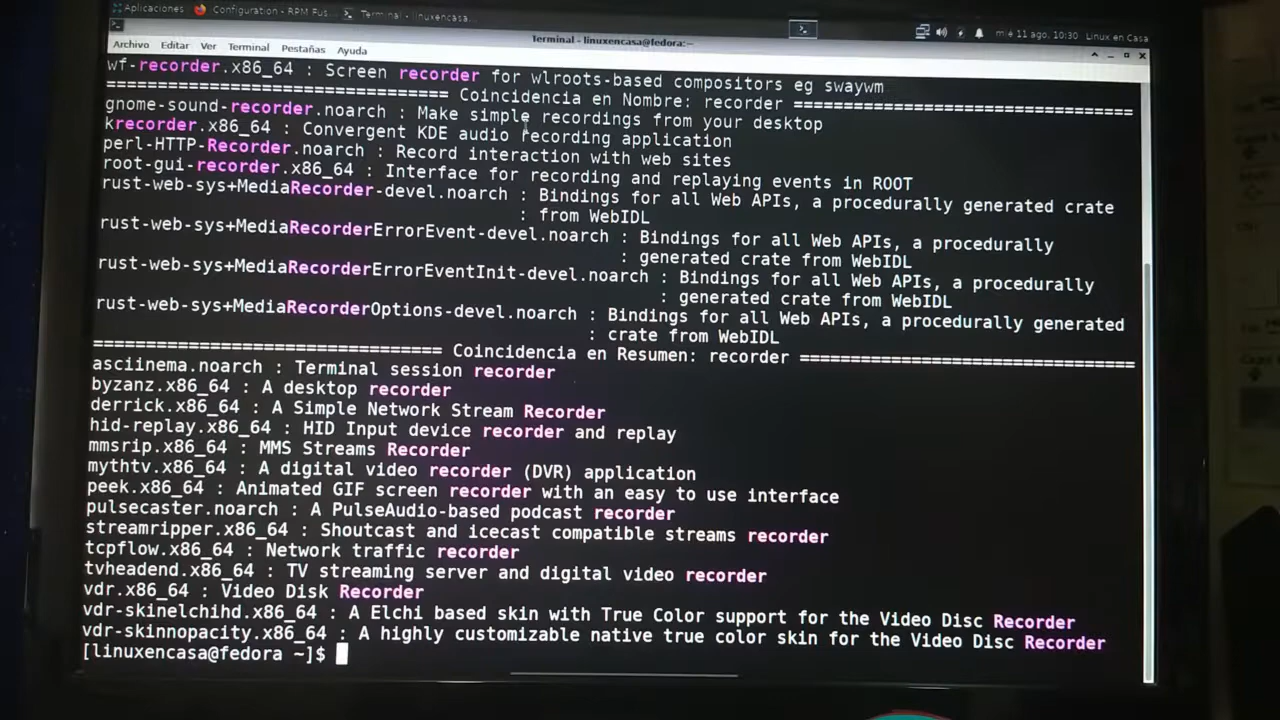 Aplicaciones Configuration - RPM Fus... Terminal - linuxencasa... mié 11 ago, 10:30 Linux en Casa
Terminal - linuxencasa@fedora:~
Archivo Editar Ver Terminal Pestañas Ayuda
wf-recorder.x86_64 : Screen recorder for wlroots-based compositors eg swaywm
================================ Coincidencia en Nombre: recorder ================================
gnome-sound-recorder.noarch : Make simple recordings from your desktop
krecorder.x86_64 : Convergent KDE audio recording application
perl-HTTP-Recorder.noarch : Record interaction with web sites
root-gui-recorder.x86_64 : Interface for recording and replaying events in ROOT
rust-web-sys+MediaRecorder-devel.noarch : Bindings for all Web APIs, a procedurally generated crate
: from WebIDL
rust-web-sys+MediaRecorderErrorEvent-devel.noarch : Bindings for all Web APIs, a procedurally
: generated crate from WebIDL
rust-web-sys+MediaRecorderErrorEventInit-devel.noarch : Bindings for all Web APIs, a procedurally
: generated crate from WebIDL
rust-web-sys+MediaRecorderOptions-devel.noarch : Bindings for all Web APIs, a procedurally generated
: crate from WebIDL
================================ Coincidencia en Resumen: recorder ================================
asciinema.noarch : Terminal session recorder
byzanz.x86_64 : A desktop recorder
derrick.x86_64 : A Simple Network Stream Recorder
hid-replay.x86_64 : HID Input device recorder and replay
mmsrip.x86_64 : MMS Streams Recorder
mythtv.x86_64 : A digital video recorder (DVR) application
peek.x86_64 : Animated GIF screen recorder with an easy to use interface
pulsecaster.noarch : A PulseAudio-based podcast recorder
streamripper.x86_64 : Shoutcast and icecast compatible streams recorder
tcpflow.x86_64 : Network traffic recorder
tvheadend.x86_64 : TV streaming server and digital video recorder
vdr.x86_64 : Video Disk Recorder
vdr-skinelchihd.x86_64 : A Elchi based skin with True Color support for the Video Disc Recorder
vdr-skinnopacity.x86_64 : A highly customizable native true color skin for the Video Disc Recorder
[linuxencasa@fedora ~]$